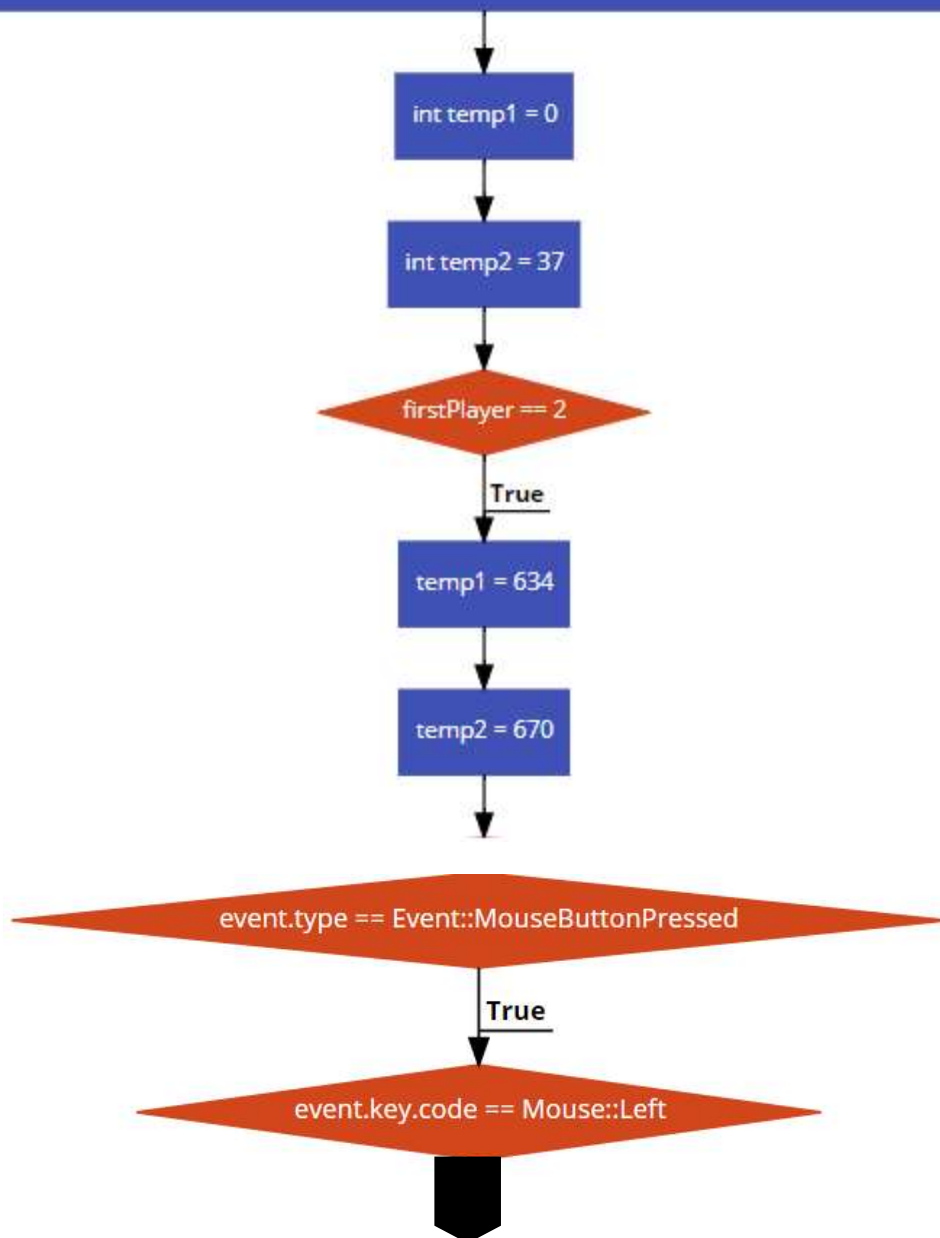 int temp1 = 0
int temp2 = 37
firstPlayer == 2
True
temp1 = 634
temp2 = 670
event.type == Event::MouseButtonPressed
True
event.key.code == Mouse::Left